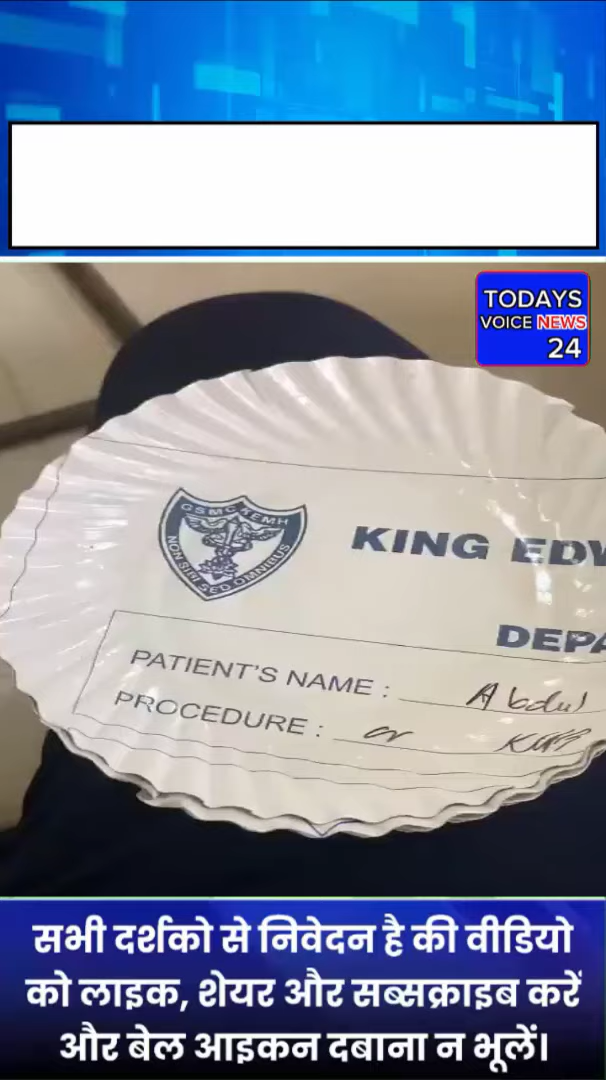 TODAYS
VOICE NEWS
24
GSMC KEMH
NON SIBI SED OMNIBUS
KING EDW
DEPA
PATIENT'S NAME : Abdul
PROCEDURE :
सभी दर्शको से निवेदन है की वीडियो
को लाइक, शेयर और सब्सक्राइब करें
और बेल आइकन दबाना न भूलें।